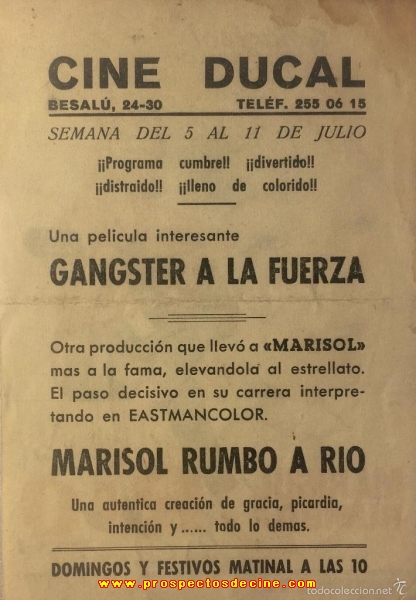 CINE DUCAL
BESALÚ, 24-30 TELÉF. 255 06 15
SEMANA DEL 5 AL 11 DE JULIO
¡¡Programa cumbre!! ¡¡divertido!!
¡¡distraido!! ¡¡lleno de colorido!!
Una pelicula interesante
GANGSTER A LA FUERZA
Otra producción que llevó a «MARISOL»
mas a la fama, elevandola al estrellato.
El paso decisivo en su carrera interpre-
tando en EASTMANCOLOR.
MARISOL RUMBO A RIO
Una autentica creación de gracia, picardia,
intención y...... todo lo demas.
DOMINGOS Y FESTIVOS MATINAL A LAS 10
www.prospectosdecine.com
todocoleccion.net